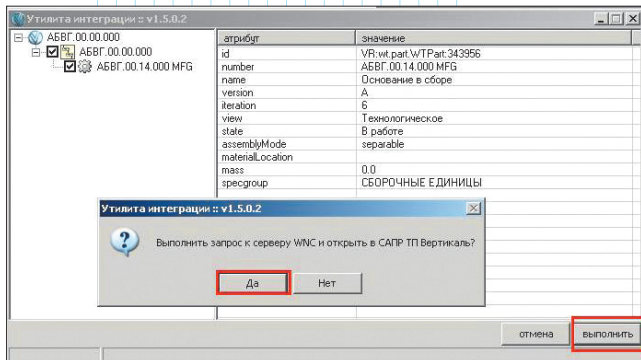 Утилита интеграции :: v1.5.0.2
АБВГ.00.00.000
АБВГ.00.00.000
АБВГ.00.14.000 MFG
атрибут значение
id VR:wt.part.WTPart:343956
number АБВГ.00.14.000 MFG
name Основание в сборе
version A
iteration 6
view Технологическое
state В работе
assemblyMode separable
materialLocation
mass 0.0
specgroup СБОРОЧНЫЕ ЕДИНИЦЫ
Утилита интеграции :: v1.5.0.2
Выполнить запрос к серверу WNC и открыть в САПР ТП Вертикаль?
Да Нет
отмена выполнить